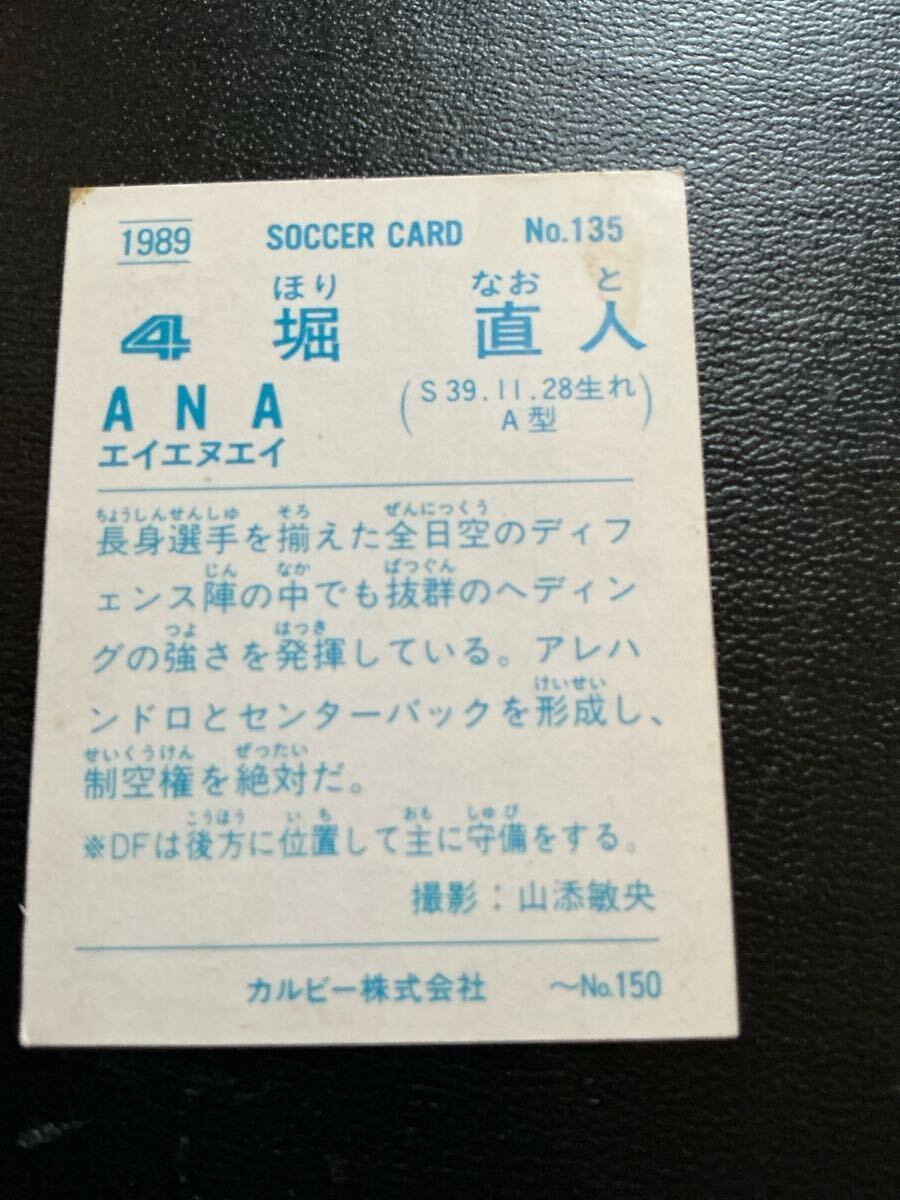 1989 SOCCER CARD No.135
ほり なお と
4 堀 直人
ANA
エイエヌエイ
(S39.11.28生れ
A型)
ちょうしんせんしゅ そろ ぜんにっくう
長身選手を揃えた全日空のディフ
じん なか ばつぐん
ェンス陣の中でも抜群のヘディン
つよ はっき
グの強さを発揮している。アレハ
けいせい
ンドロとセンターバックを形成し、
せいくうけん ぜったい
制空権を絶対だ。
こうほう いち おも しゅび
※DFは後方に位置して主に守備をする。
撮影：山添敏央
カルビー株式会社 〜No.150